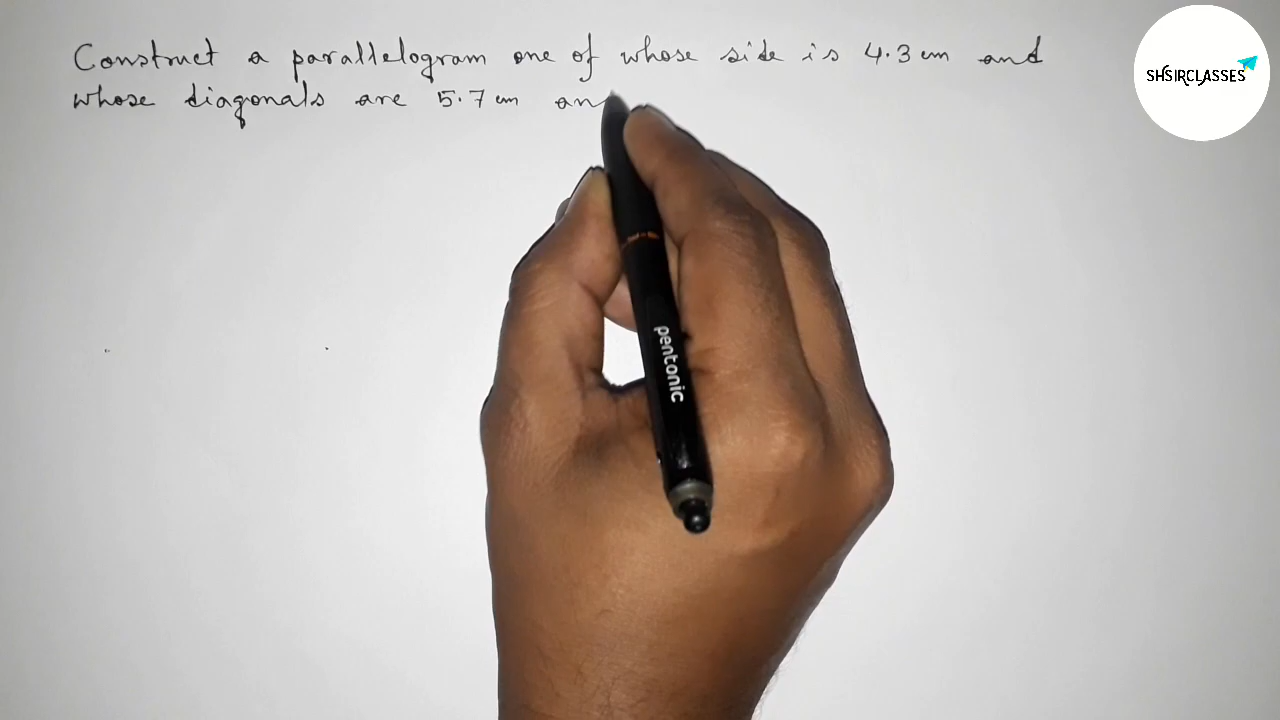 Construct a parallelogram one of whose side is 4.3 cm and
whose diagonals are 5.7 cm an
SHSIRCLASSES
pentonic